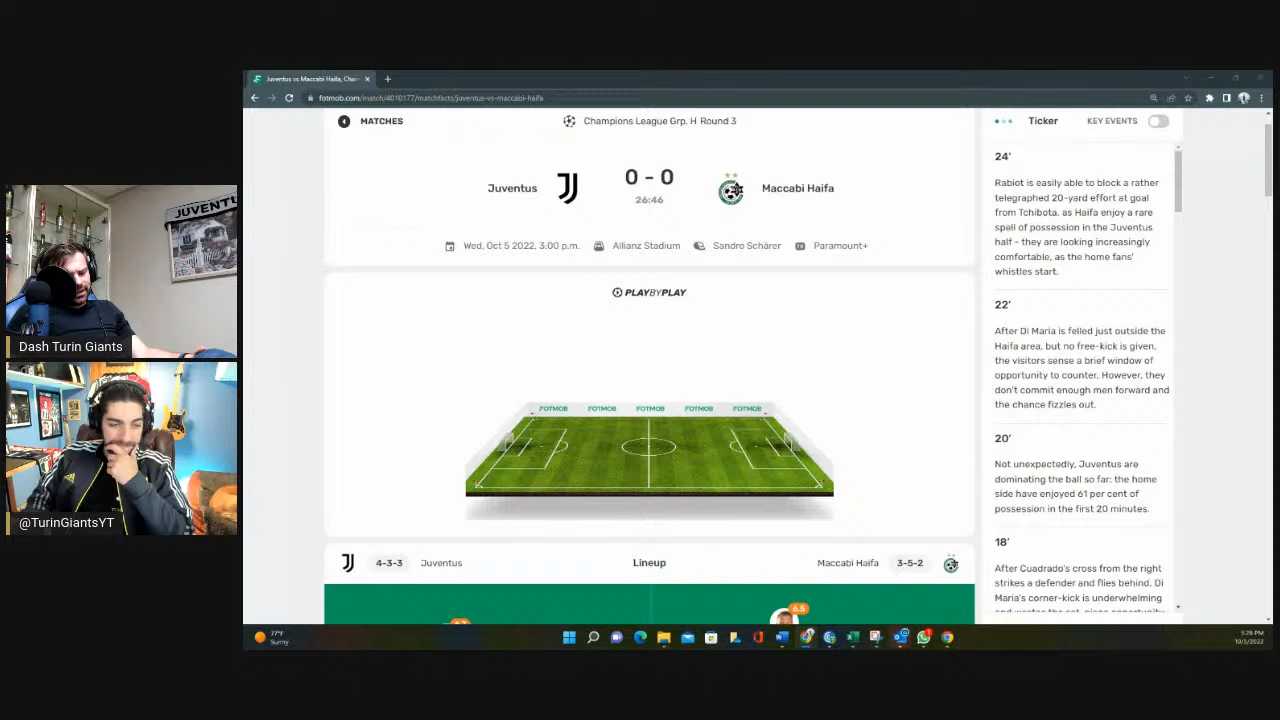 Juventus vs Maccabi Haifa, Cha
fotmob.com/match/4010177/matchfacts/juventus-vs-maccabi-haifa
MATCHES
Champions League Grp. H Round 3
Juventus
0 - 0
26:46
Maccabi Haifa
Wed, Oct 5 2022, 3:00 p.m.
Allianz Stadium
Sandro Schärer
Paramount+
PLAYBYPLAY
FOTMOB FOTMOB FOTMOB FOTMOB FOTMOB
4-3-3
Juventus
Lineup
Maccabi Haifa
3-5-2
6.5
Ticker
KEY EVENTS
24'
Rabiot is easily able to block a rather
telegraphed 20-yard effort at goal
from Tchibota, as Haifa enjoy a rare
spell of possession in the Juventus
half - they are looking increasingly
comfortable, as the home fans'
whistles start.
22'
After Di Maria is felled just outside the
Haifa area, but no free-kick is given,
the visitors sense a brief window of
opportunity to counter. However, they
don't commit enough men forward and
the chance fizzles out.
20'
Not unexpectedly, Juventus are
dominating the ball so far: the home
side have enjoyed 61 per cent of
possession in the first 20 minutes.
18'
After Cuadrado's cross from the right
strikes a defender and flies behind, Di
Maria's corner-kick is underwhelming
JUVENTU
Dash Turin Giants
@TurinGiantsYT
77°F
Sunny
3:28 PM
10/5/2022